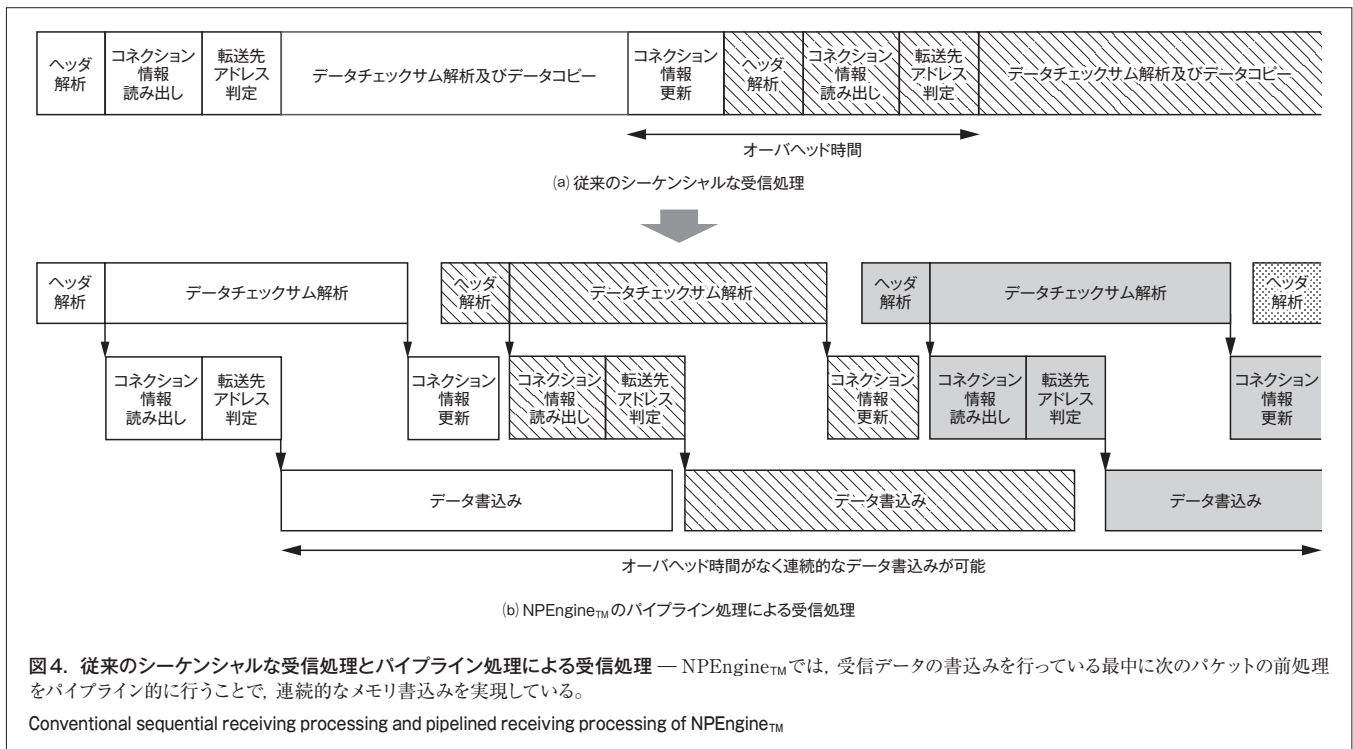 ヘッダ
解析
コネクション
情報
読み出し
転送先
アドレス
判定
データチェックサム解析及びデータコピー
コネクション
情報
更新
ヘッダ
解析
コネクション
情報
読み出し
転送先
アドレス
判定
データチェックサム解析及びデータコピー
オーバヘッド時間
(a) 従来のシーケンシャルな受信処理
ヘッダ
解析
データチェックサム解析
ヘッダ
解析
データチェックサム解析
ヘッダ
解析
データチェックサム解析
ヘッダ
解析
コネクション
情報
読み出し
転送先
アドレス
判定
コネクション
情報
更新
コネクション
情報
読み出し
転送先
アドレス
判定
コネクション
情報
更新
コネクション
情報
読み出し
転送先
アドレス
判定
コネクション
情報
更新
データ書込み
データ書込み
データ書込み
オーバヘッド時間がなく連続的なデータ書込みが可能
(b) NPEngine™のパイプライン処理による受信処理
図4. 従来のシーケンシャルな受信処理とパイプライン処理による受信処理 — NPEngine™では, 受信データの書込みを行っている最中に次のパケットの前処理
をパイプライン的に行うことで, 連続的なメモリ書込みを実現している。
Conventional sequential receiving processing and pipelined receiving processing of NPEngine™